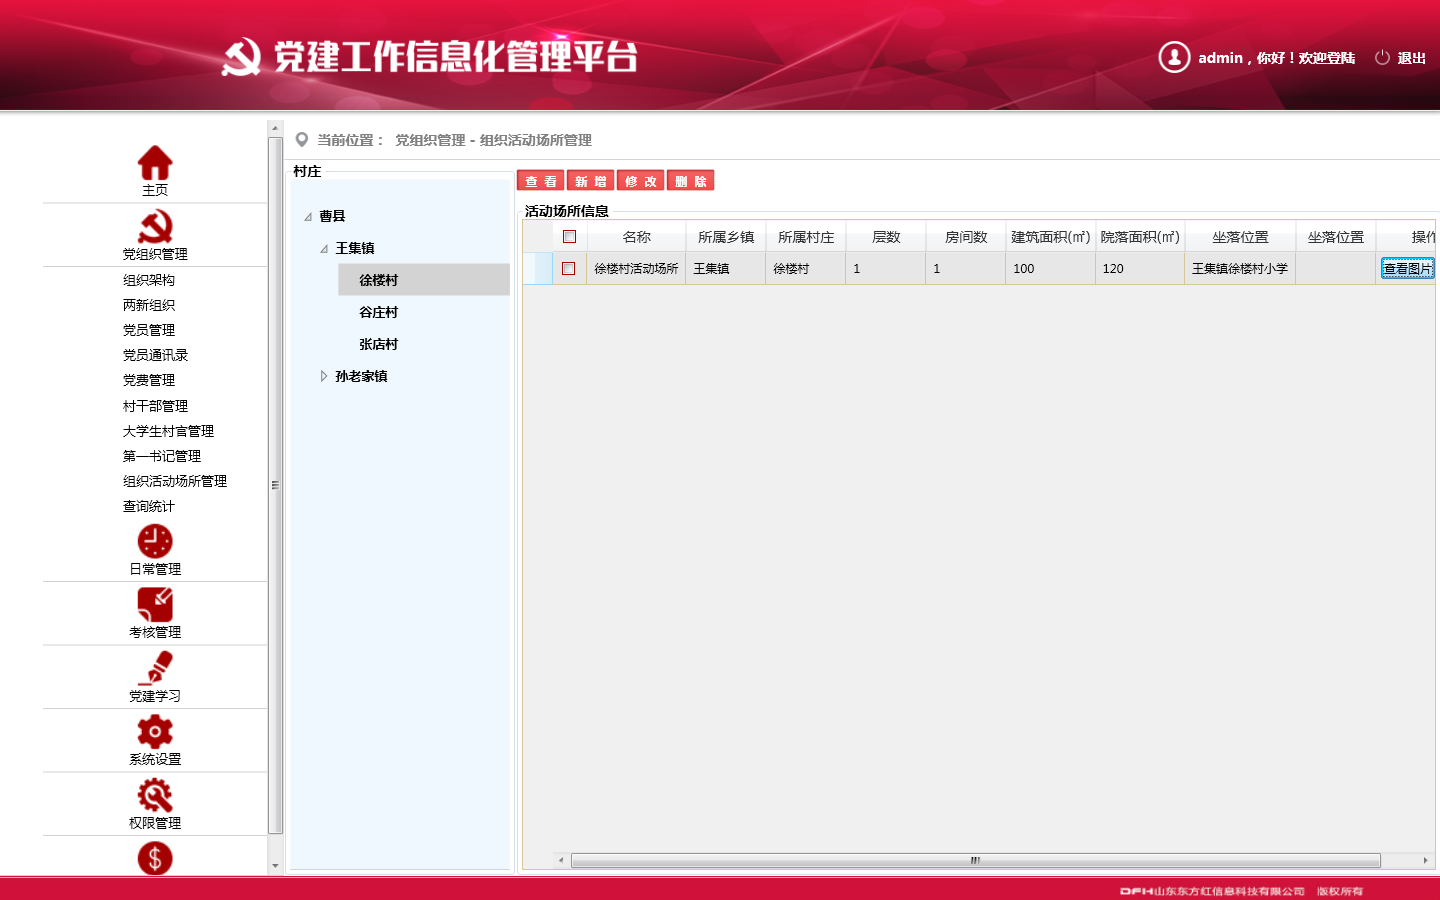 党建工作信息化管理平台
admin，你好！欢迎登陆 退出
主页
党组织管理
组织架构
两新组织
党员管理
党员通讯录
党费管理
村干部管理
大学生村官管理
第一书记管理
组织活动场所管理
查询统计
日常管理
考核管理
党建学习
系统设置
权限管理
当前位置： 党组织管理 - 组织活动场所管理
村庄
曹县
王集镇
徐楼村
谷庄村
张店村
孙老家镇
查 看 新 增 修 改 删 除
活动场所信息
名称 所属乡镇 所属村庄 层数 房间数 建筑面积(㎡) 院落面积(㎡) 坐落位置 坐落位置 操作
徐楼村活动场所 王集镇 徐楼村 1 1 100 120 王集镇徐楼村小学 查看图片
DFH山东东方红信息科技有限公司 版权所有